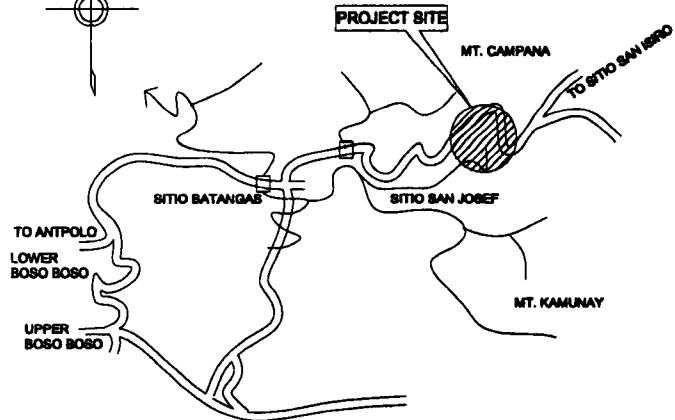 PROJECT SITE
MT. CAMPANA
TO SITIO SAN ISIRO
SITIO BATANGAS
SITIO SAN JOSEF
TO ANTPOLO
LOWER
BOSO BOSO
MT. KAMUNAY
UPPER
BOSO BOSO